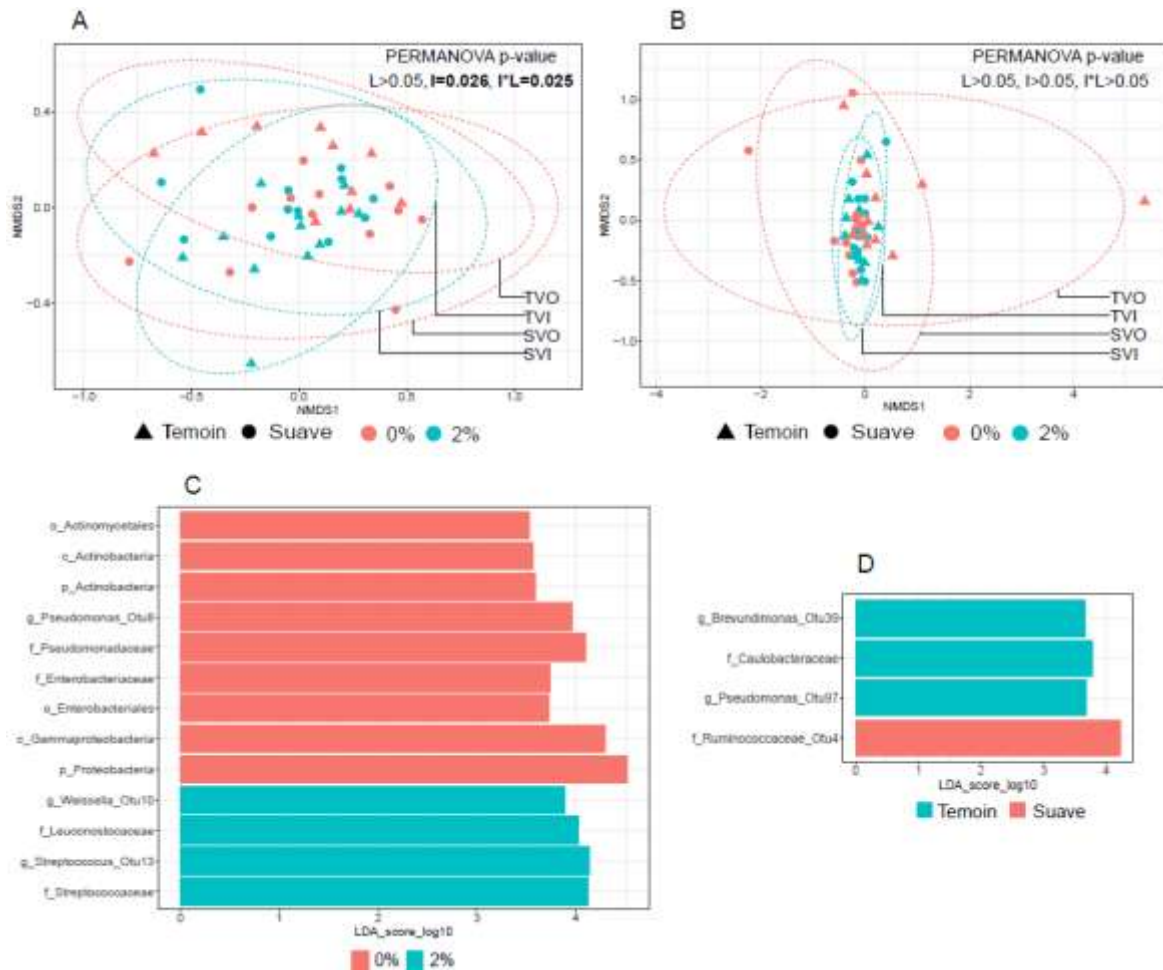 A
PERMANOVA p-value
L>0.05, I=0.026, I*L=0.025
NMDS2
0.4
0.0
−0.4
TVO
TVI
SVO
SVI
−1.0
−0.5
0.0
0.5
1.0
NMDS1
Temoin
Suave
0%
2%
B
PERMANOVA p-value
L>0.05, I>0.05, I*L>0.05
NMDS2
1.0
0.5
0.0
−0.5
−1.0
TVO
TVI
SVO
SVI
−4
−2
0
2
4
NMDS1
Temoin
Suave
0%
2%
C
o_Actinomycetales
c_Actinobacteria
p_Actinobacteria
g_Pseudomonas_Otu8
f_Pseudomonadaceae
f_Enterobacteriaceae
o_Enterobacteriales
c_Gammaproteobacteria
p_Proteobacteria
g_Weissella_Otu10
f_Leuconostocaceae
g_Streptococcus_Otu13
f_Streptococcaceae
0
1
2
3
4
LDA_score_log10
0%
2%
D
g_Brevundimonas_Otu39
f_Caulobacteraceae
g_Pseudomonas_Otu97
f_Ruminococcaceae_Otu4
0
1
2
3
4
LDA_score_log10
Temoin
Suave